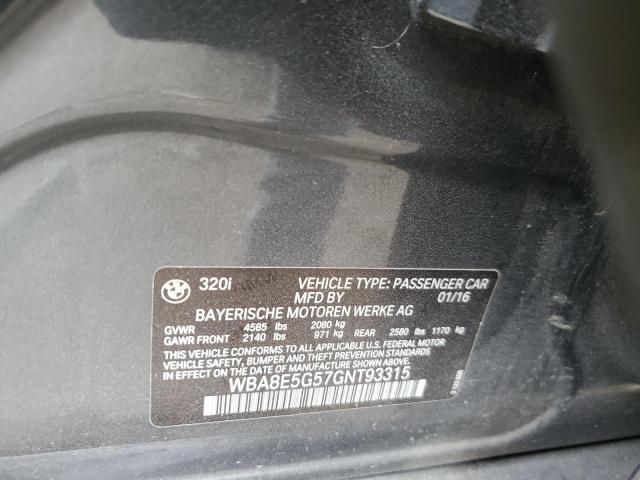 BMW 320i VEHICLE TYPE: PASSENGER CAR
MFD BY 01/16
BAYERISCHE MOTOREN WERKE AG
GVWR 4585 lbs 2080 kg
GAWR FRONT 2140 lbs 971 kg REAR 2580 lbs 1170 kg
THIS VEHICLE CONFORMS TO ALL APPLICABLE U.S. FEDERAL MOTOR
VEHICLE SAFETY, BUMPER AND THEFT PREVENTION STANDARDS IN
EFFECT ON THE DATE OF MANUFACTURE SHOWN ABOVE.
WBA8E5G57GNT93315